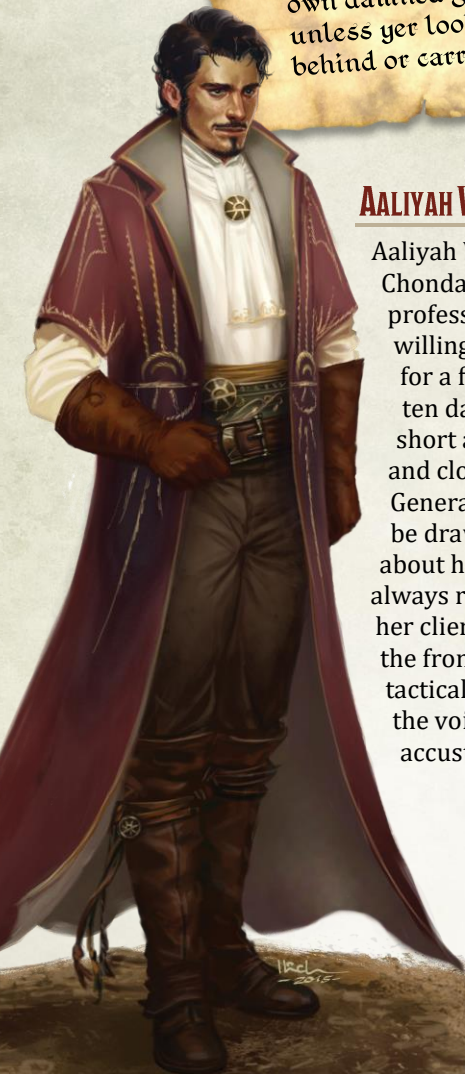 own damned
unless yer loo
behind or carr
AALIYAH
Aaliyah
Chonda
profess
willing
for a f
ten da
short a
and clo
Genera
be drav
about h
always r
her clien
the fron
tactical
the voi
accust
2015